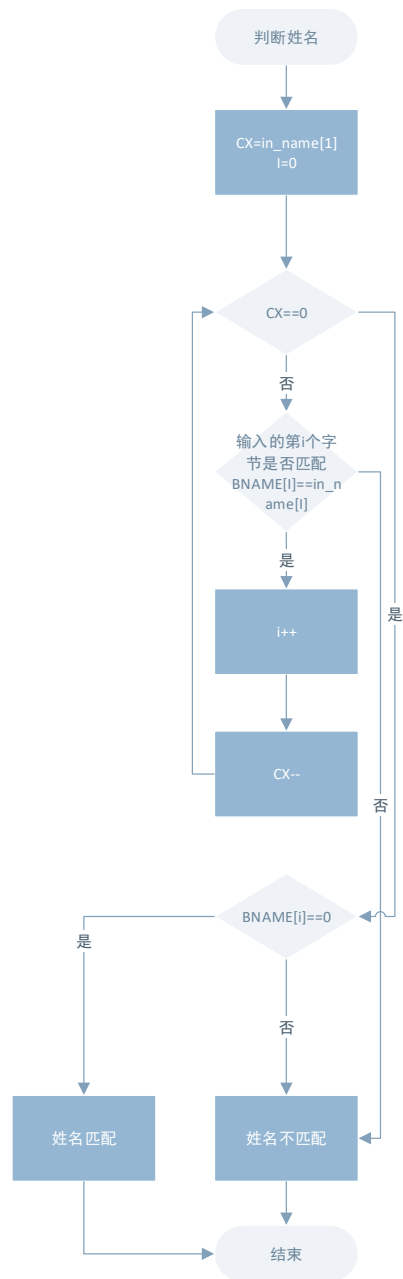 判断姓名
CX=in_name[1]
I=0
CX==0
否
输入的第i个字
节是否匹配
BNAME[I]==in_n
ame[I]
是
i++
是
CX--
否
BNAME[i]==0
是
否
姓名匹配
姓名不匹配
结束